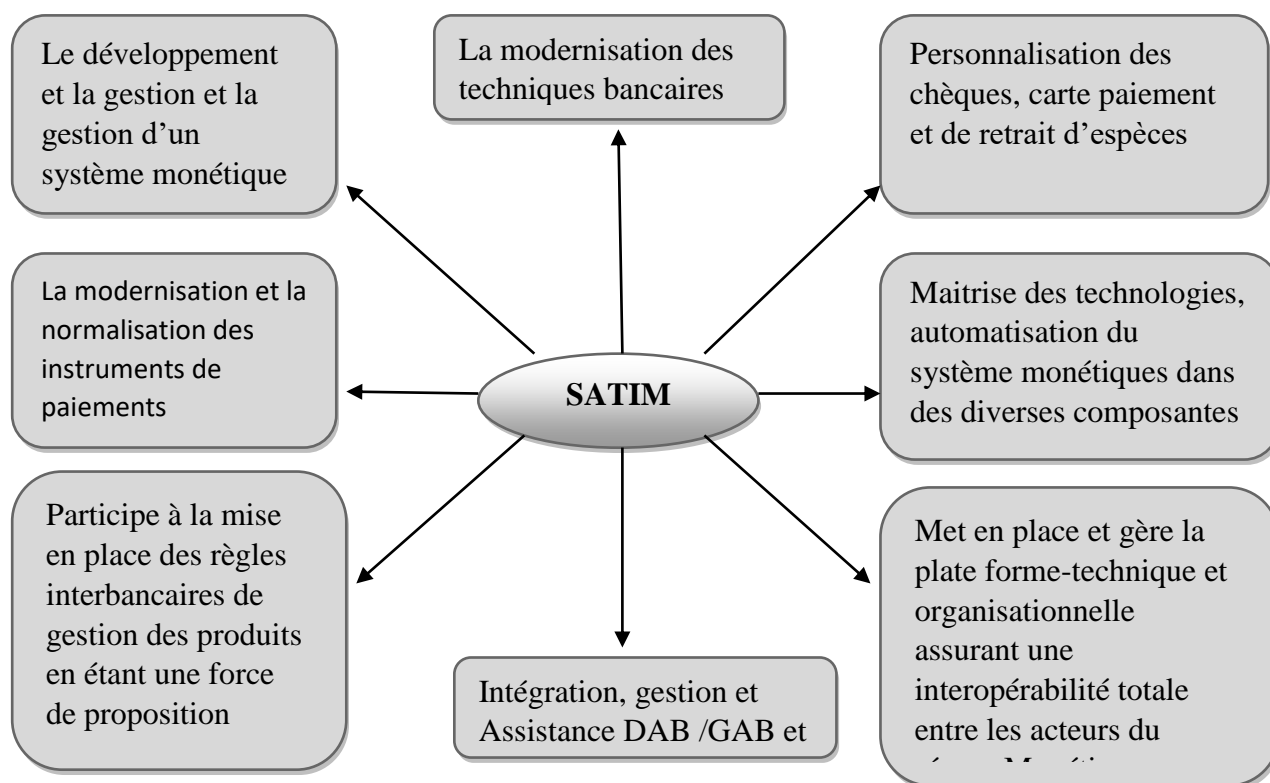 Le développement
et la gestion et la
gestion d’un
système monétique
La modernisation des
techniques bancaires
Personnalisation des
chèques, carte paiement
et de retrait d’espèces
La modernisation et la
normalisation des
instruments de
paiements
SATIM
Maitrise des technologies,
automatisation du
système monétiques dans
des diverses composantes
Participe à la mise
en place des règles
interbancaires de
gestion des produits
en étant une force
de proposition
Intégration, gestion et
Assistance DAB /GAB et
Met en place et gère la
plate forme-technique et
organisationnelle
assurant une
interopérabilité totale
entre les acteurs du